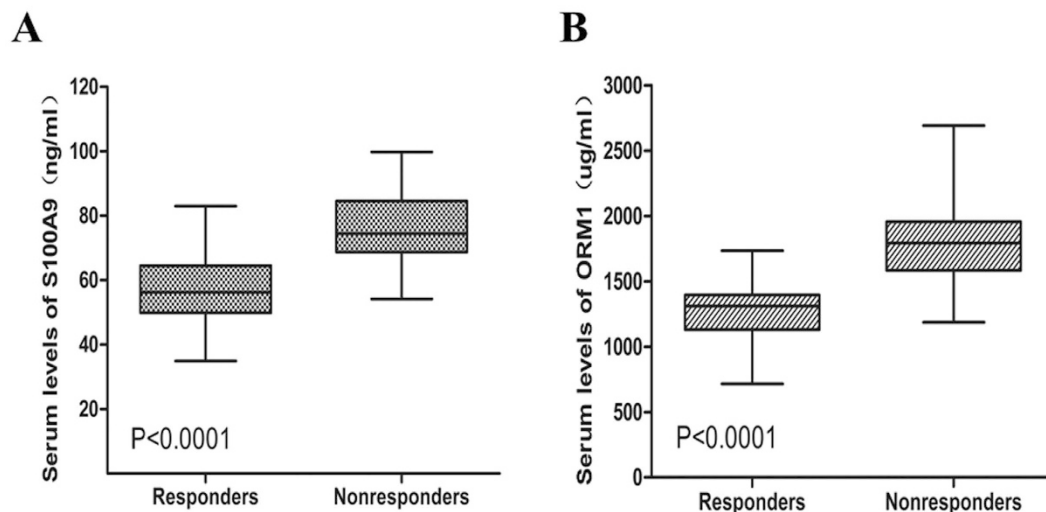 A
Serum levels of S100A9 (ng/ml)
120
100
80
60
40
20
P<0.0001
Responders
Nonresponders
B
Serum levels of ORM1 (ug/ml)
3000
2500
2000
1500
1000
500
0
P<0.0001
Responders
Nonresponders